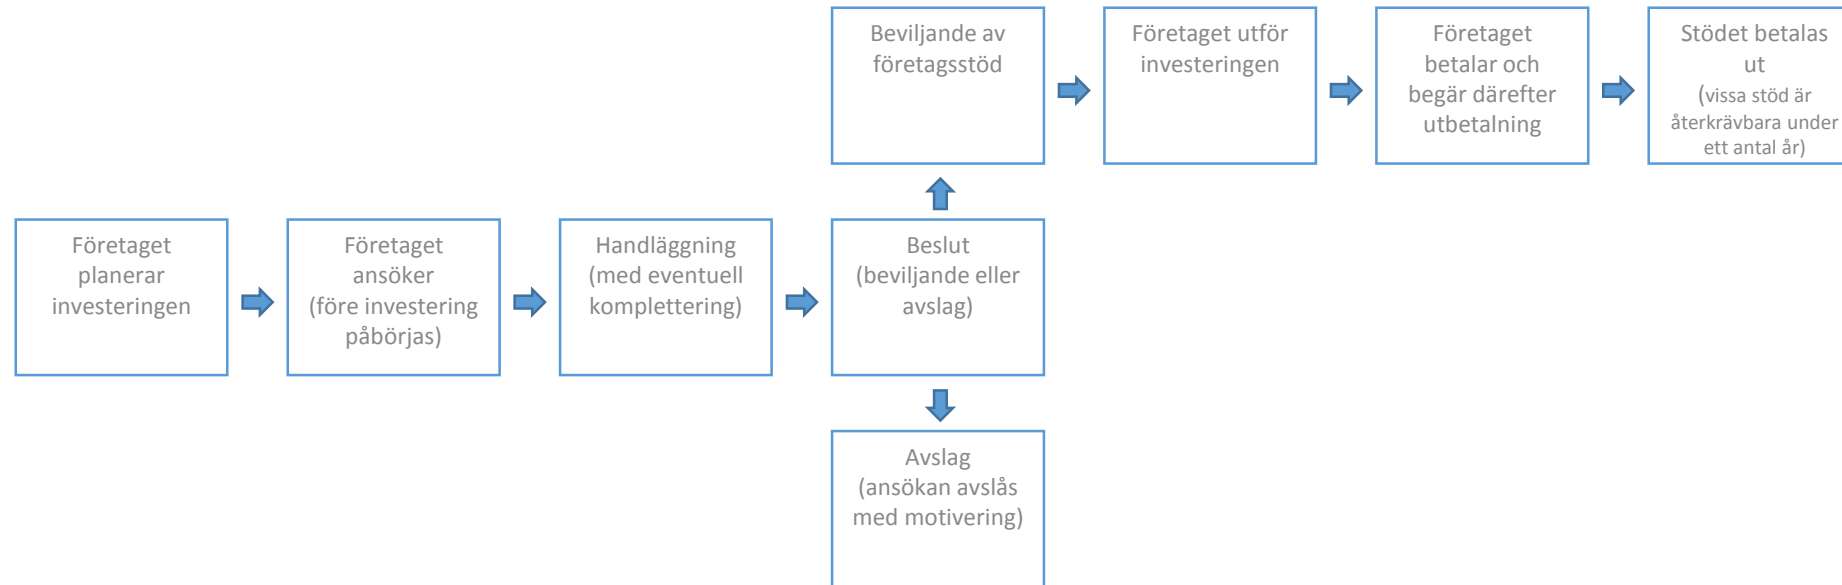 Beviljande av
företagsstöd
Företaget utför
investeringen
Företaget
betalar och
begär därefter
utbetalning
Stödet betalas
ut
(vissa stöd är
återkrävbara under
ett antal år)
Företaget
planerar
investeringen
Företaget
ansöker
(före investering
påbörjas)
Handläggning
(med eventuell
komplettering)
Beslut
(beviljande eller
avslag)
Avslag
(ansökan avslås
med motivering)